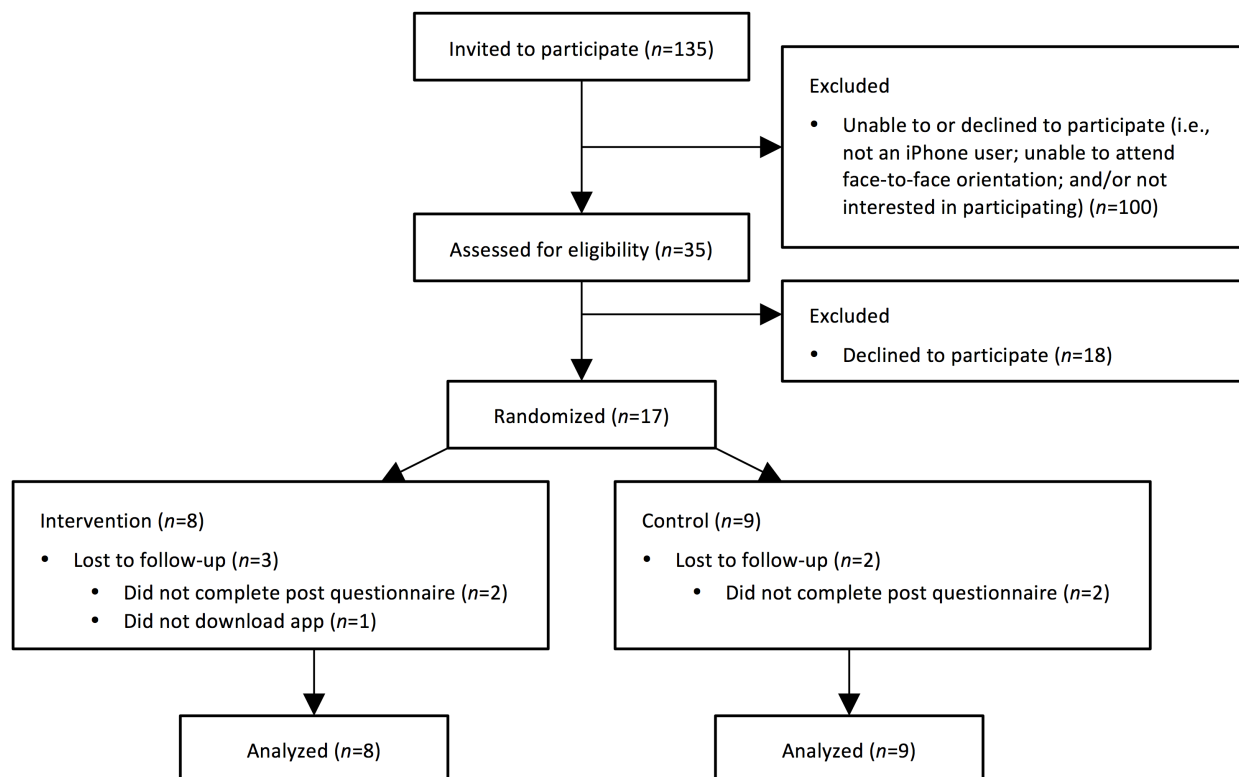 Invited to participate (n=135)
Excluded
• Unable to or declined to participate (i.e.,
not an iPhone user; unable to attend
face-to-face orientation; and/or not
interested in participating) (n=100)
Assessed for eligibility (n=35)
Excluded
• Declined to participate (n=18)
Randomized (n=17)
Intervention (n=8)
• Lost to follow-up (n=3)
• Did not complete post questionnaire (n=2)
• Did not download app (n=1)
Control (n=9)
• Lost to follow-up (n=2)
• Did not complete post questionnaire (n=2)
Analyzed (n=8)
Analyzed (n=9)